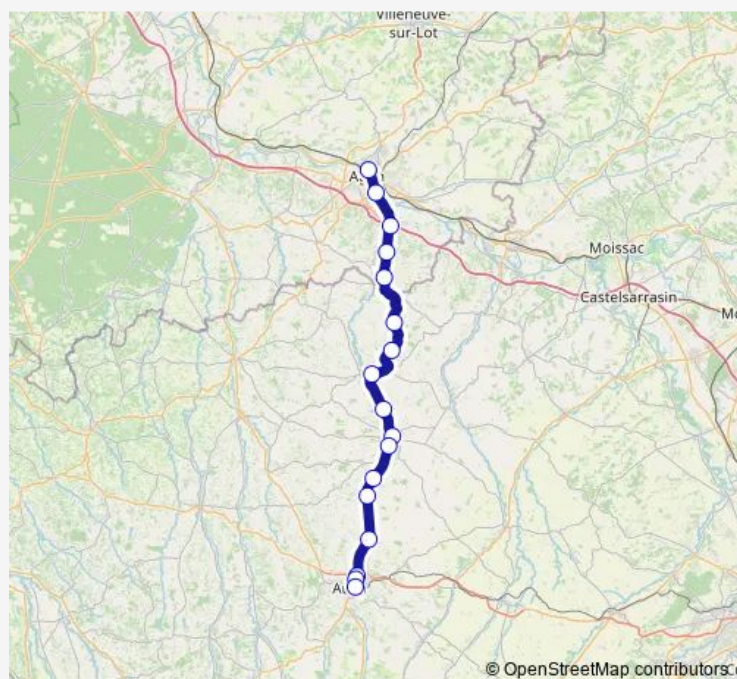 Villeneuve-
sur-Lot
Moissac
Castelsarrasin
© OpenStreetMap contributors